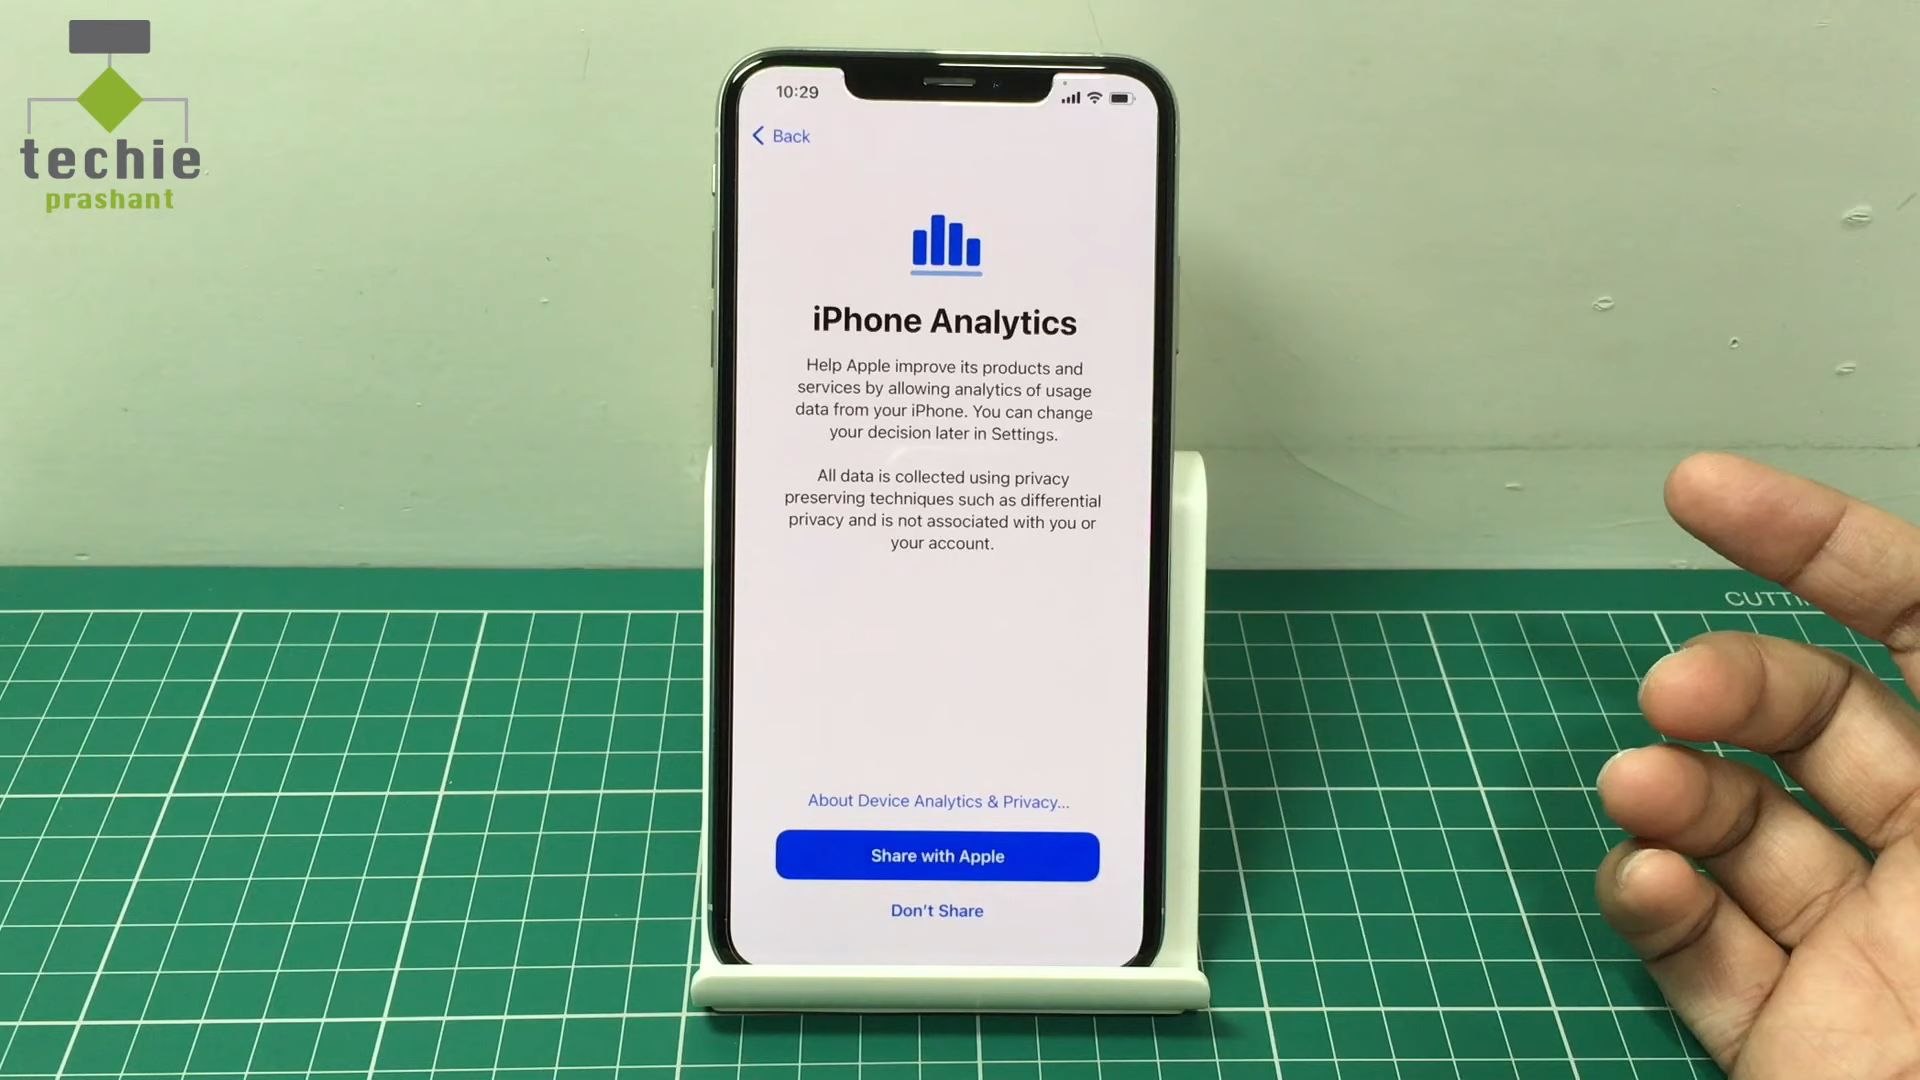 techie
prashant
10:29
Back
iPhone Analytics
Help Apple improve its products and
services by allowing analytics of usage
data from your iPhone. You can change
your decision later in Settings.
All data is collected using privacy
preserving techniques such as differential
privacy and is not associated with you or
your account.
About Device Analytics & Privacy...
Share with Apple
Don't Share